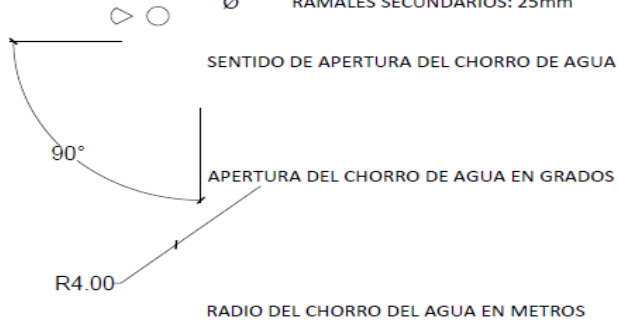 Ø RAMALES SECUNDARIOS: 25mm
SENTIDO DE APERTURA DEL CHORRO DE AGUA
90°
APERTURA DEL CHORRO DE AGUA EN GRADOS
R4.00
RADIO DEL CHORRO DEL AGUA EN METROS